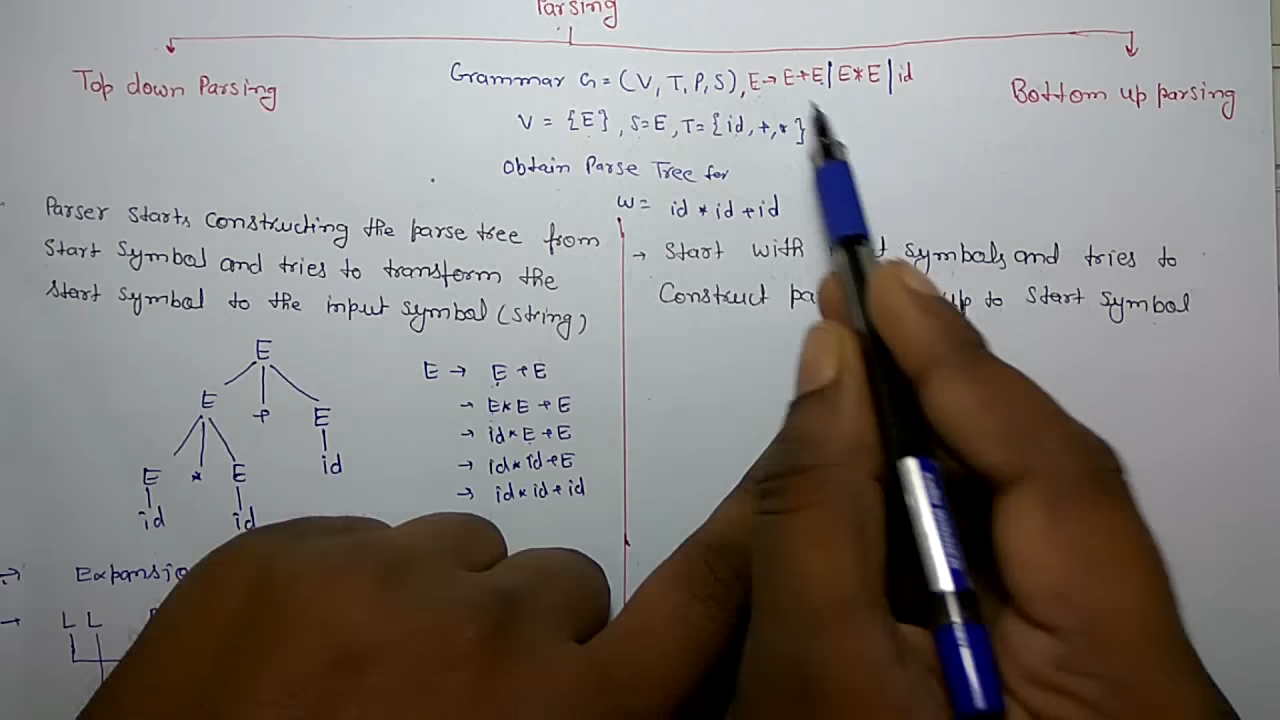 Parsing
Top down Parsing
Grammar G = (V, T, P, S), E → E+E | E*E | id
Bottom up parsing
V = {E}, S=E, T={id, +, *}
Obtain Parse Tree for
W = id * id + id
Parser starts constructing the parse tree from
Start symbol and tries to transform the
Start symbol to the input symbol (string)
→ Start with symbols and tries to
Construct up to Start symbol
E
E + E
E * E id
id id
E → E + E
→ E * E + E
→ id * E + E
→ id * id + E
→ id * id + id
→ L L